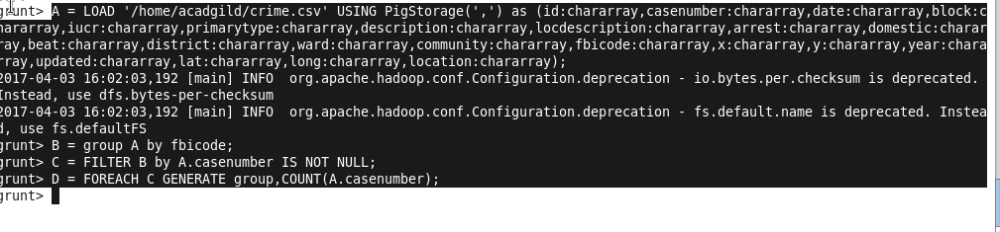 grunt> A = LOAD '/home/acadgild/crime.csv' USING PigStorage(',') as (id:chararray,casenumber:chararray,date:chararray,block:c
hararray,iucr:chararray,primarytype:chararray,description:chararray,locdescription:chararray,arrest:chararray,domestic:charar
ray,beat:chararray,district:chararray,ward:chararray,community:chararray,fbicode:chararray,x:chararray,y:chararray,year:chara
rray,updated:chararray,lat:chararray,long:chararray,location:chararray);
2017-04-03 16:02:03,192 [main] INFO  org.apache.hadoop.conf.Configuration.deprecation - io.bytes.per.checksum is deprecated.
Instead, use dfs.bytes-per-checksum
2017-04-03 16:02:03,192 [main] INFO  org.apache.hadoop.conf.Configuration.deprecation - fs.default.name is deprecated. Instea
d, use fs.defaultFS
grunt> B = group A by fbicode;
grunt> C = FILTER B by A.casenumber IS NOT NULL;
grunt> D = FOREACH C GENERATE group,COUNT(A.casenumber);
grunt>